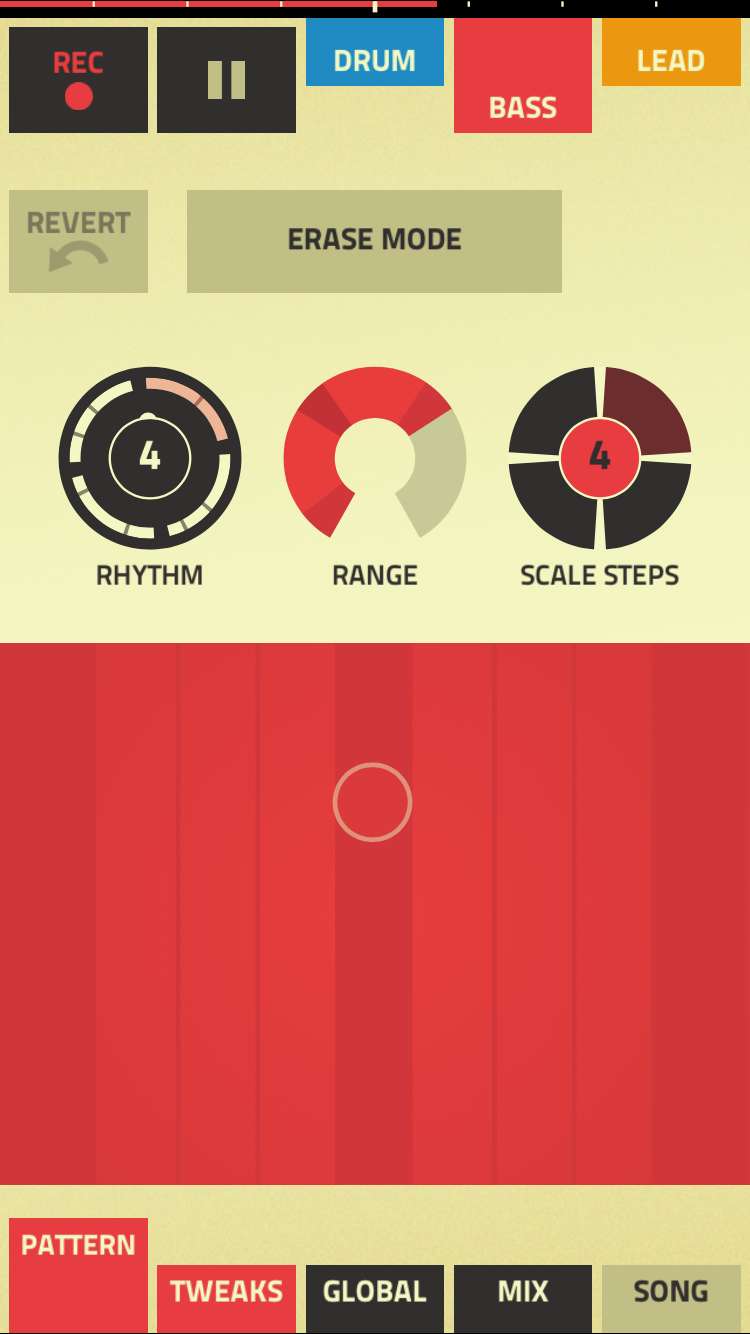 REC
DRUM
BASS
LEAD
REVERT
ERASE MODE
4
4
RHYTHM
RANGE
SCALE STEPS
PATTERN
TWEAKS
GLOBAL
MIX
SONG